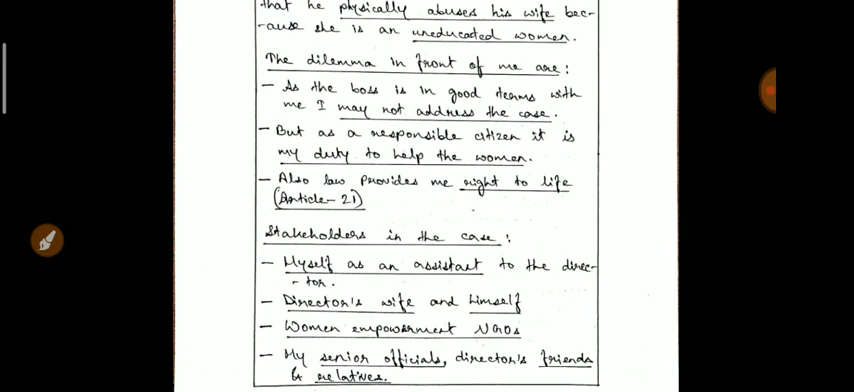 that he physically abuses his wife bec-
-ause she is an uneducated women.
The dilemma in front of me are:
- As the boss is in good terms with
me I may not address the case.
- But as a responsible citizen it is
my duty to help the women.
- Also law provides me right to life
(Article-21)
Stakeholders in the case:
- Myself as an assistant to the direc-
-tor.
- Director's wife and himself
- Women empowerment NGOs
- My senior officials, director's friends
& relatives.